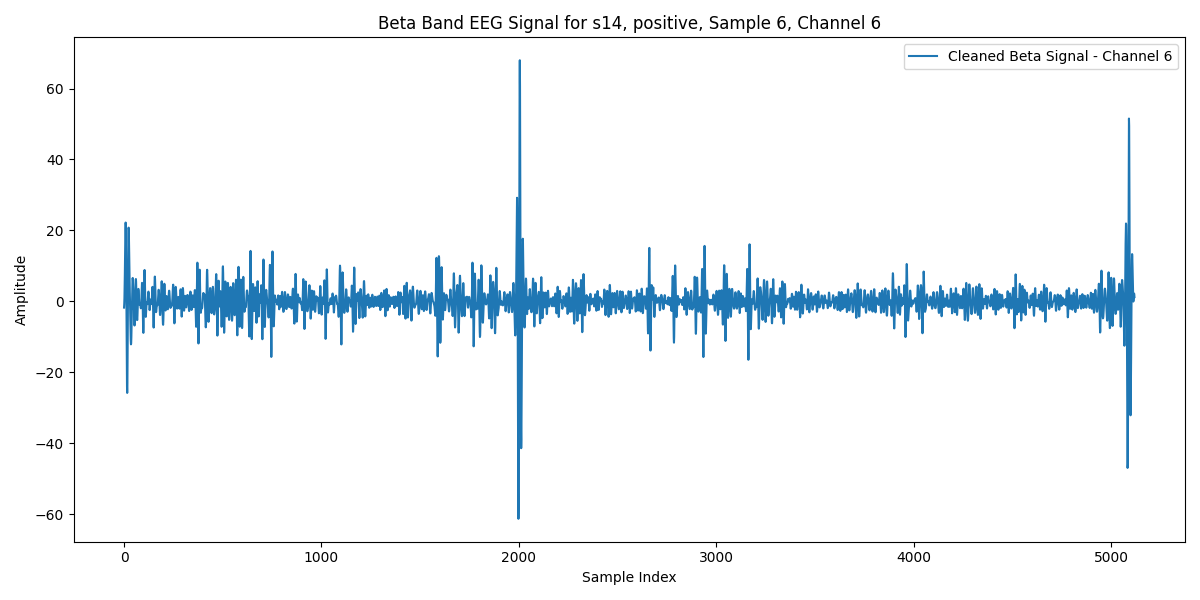 Beta Band EEG Signal for s14, positive, Sample 6, Channel 6
Cleaned Beta Signal - Channel 6
Amplitude
60
40
20
0
−20
−40
−60
0 1000 2000 3000 4000 5000
Sample Index